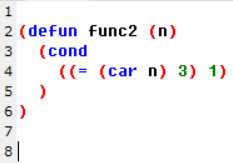 1
2 (defun func2 (n)
3   (cond
4     ((= (car n) 3) 1)
5   )
6 )
7
8